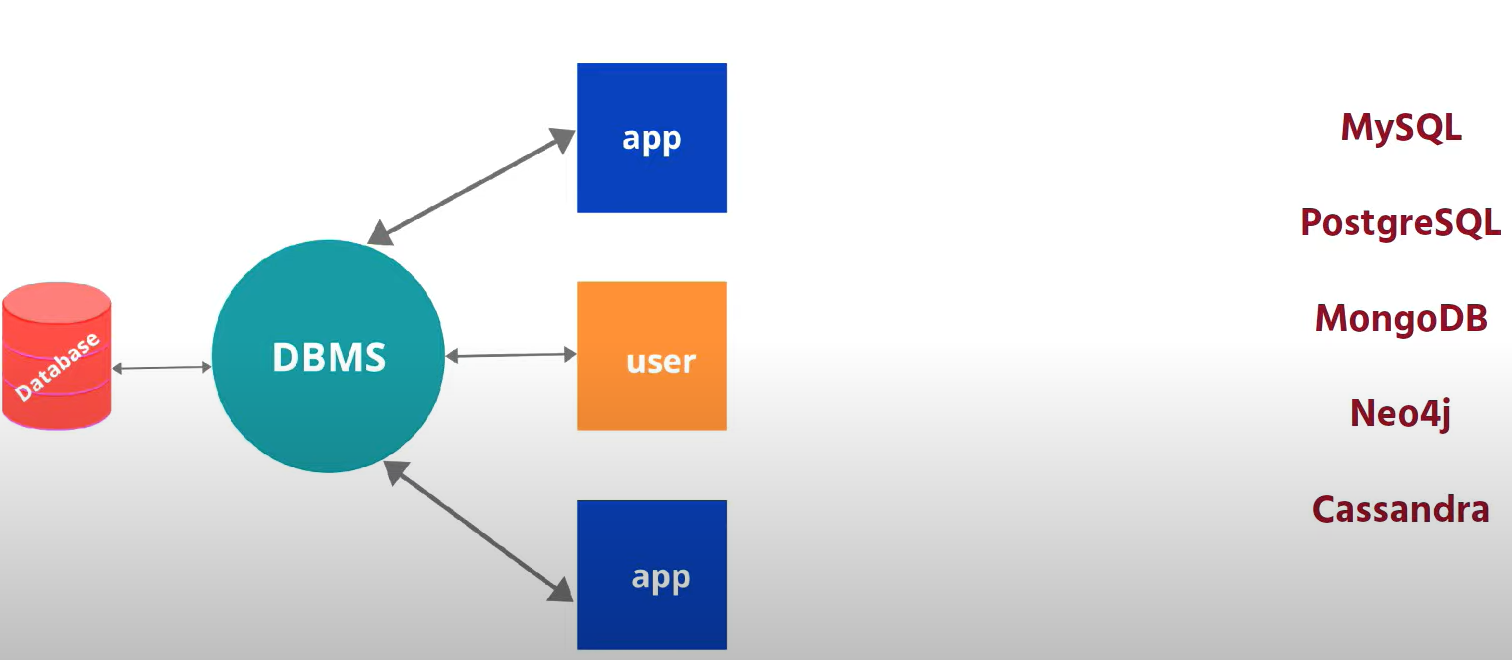 app
MySQL
PostgreSQL
MongoDB
Database
DBMS
user
Neo4j
Cassandra
app